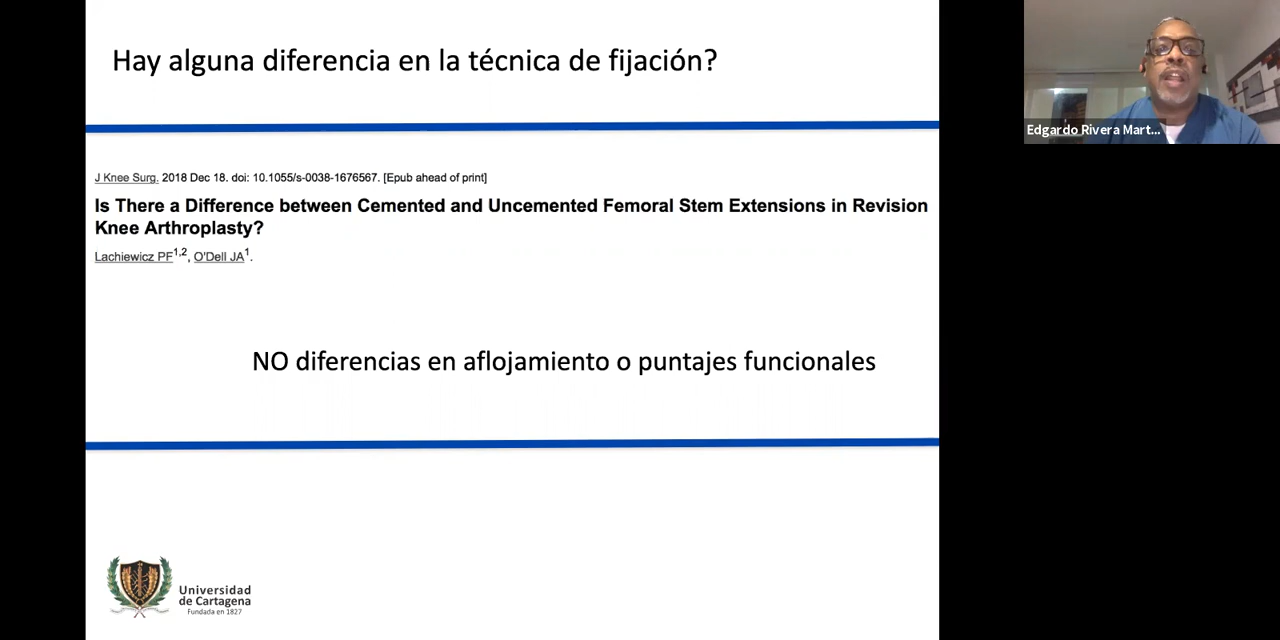 Hay alguna diferencia en la técnica de fijación?
J Knee Surg. 2018 Dec 18. doi: 10.1055/s-0038-1676567. [Epub ahead of print]
Is There a Difference between Cemented and Uncemented Femoral Stem Extensions in Revision
Knee Arthroplasty?
Lachiewicz PF1,2, O'Dell JA1.
NO diferencias en aflojamiento o puntajes funcionales
Universidad
de Cartagena
Fundada en 1827
Edgardo Rivera Mart...